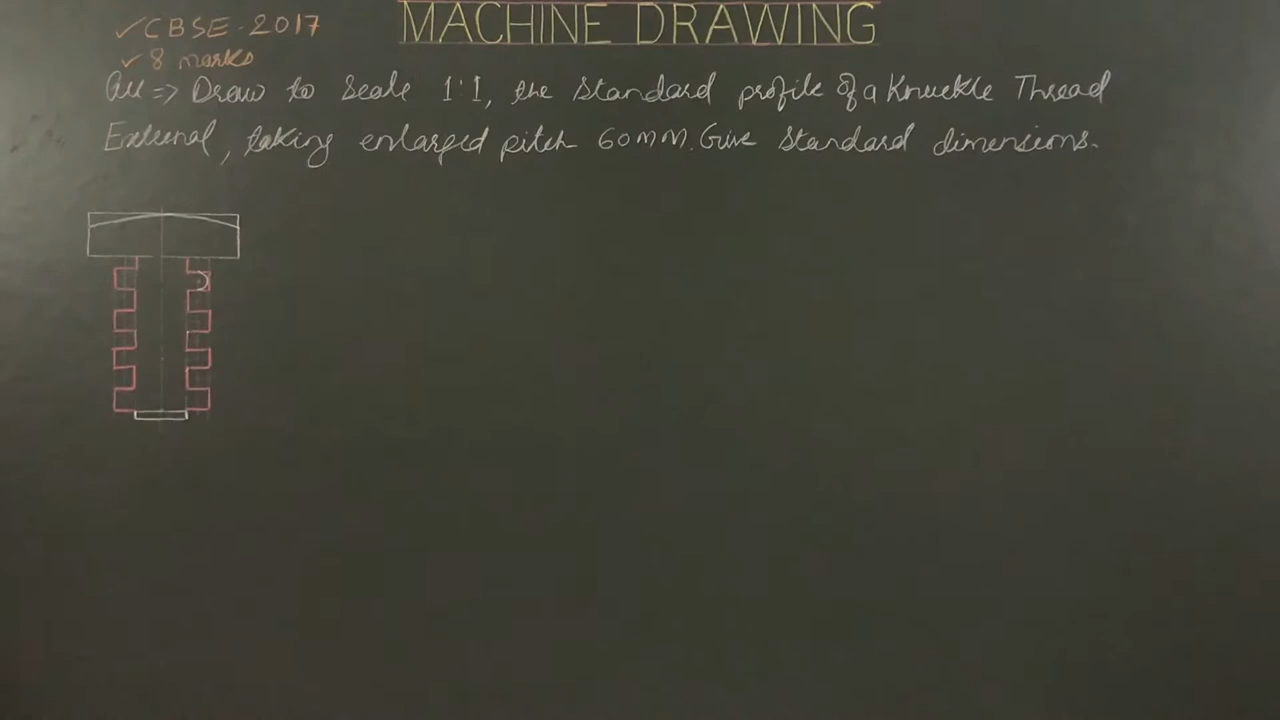 MACHINE DRAWING
✓ CBSE-2017
✓ 8 marks
Qu => Draw to Scale 1:1, the Standard profile of a Knuckle Thread
External, taking enlarged pitch 60MM. Give Standard dimensions.